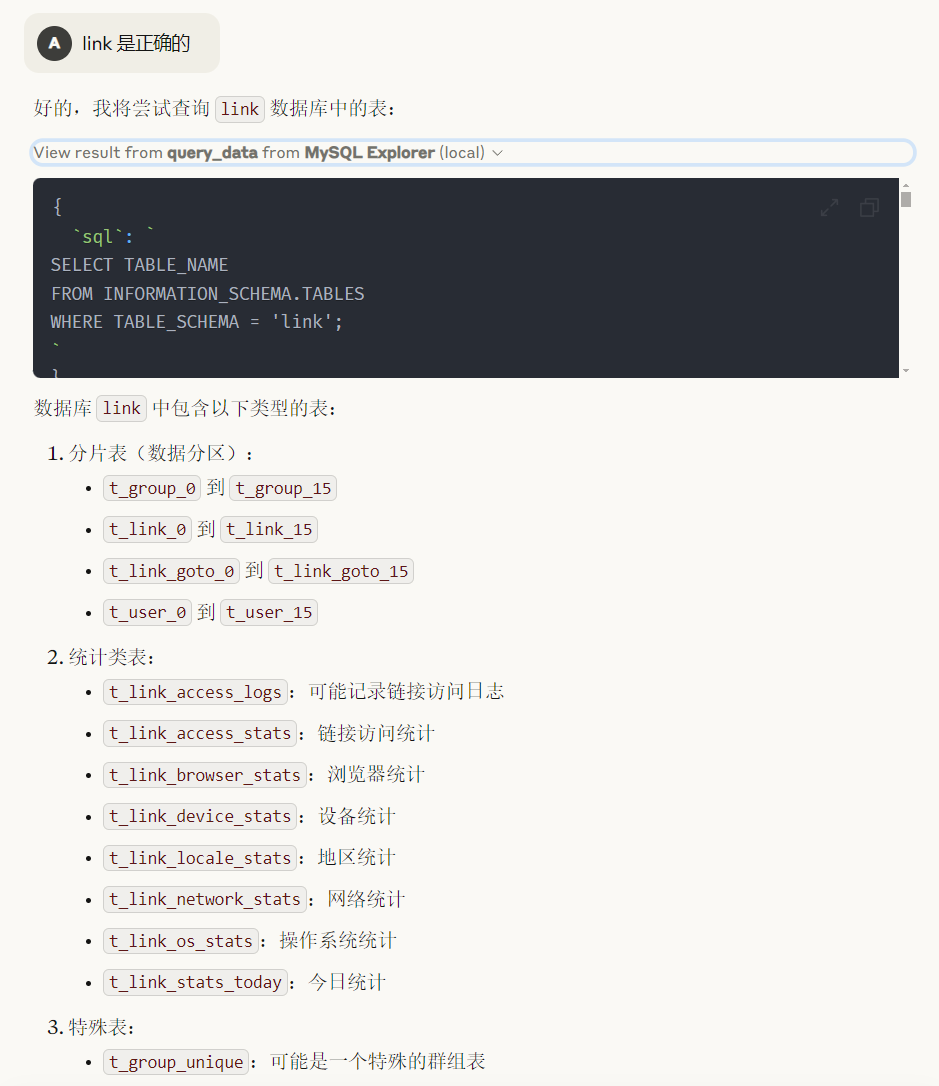 A link 是正确的
好的，我将尝试查询 link 数据库中的表：
View result from query_data from MySQL Explorer (local)
{
  `sql`: `
SELECT TABLE_NAME
FROM INFORMATION_SCHEMA.TABLES
WHERE TABLE_SCHEMA = 'link';
`
}
数据库 link 中包含以下类型的表：
1. 分片表（数据分区）：
• t_group_0 到 t_group_15
• t_link_0 到 t_link_15
• t_link_goto_0 到 t_link_goto_15
• t_user_0 到 t_user_15
2. 统计类表：
• t_link_access_logs：可能记录链接访问日志
• t_link_access_stats：链接访问统计
• t_link_browser_stats：浏览器统计
• t_link_device_stats：设备统计
• t_link_locale_stats：地区统计
• t_link_network_stats：网络统计
• t_link_os_stats：操作系统统计
• t_link_stats_today：今日统计
3. 特殊表：
• t_group_unique：可能是一个特殊的群组表